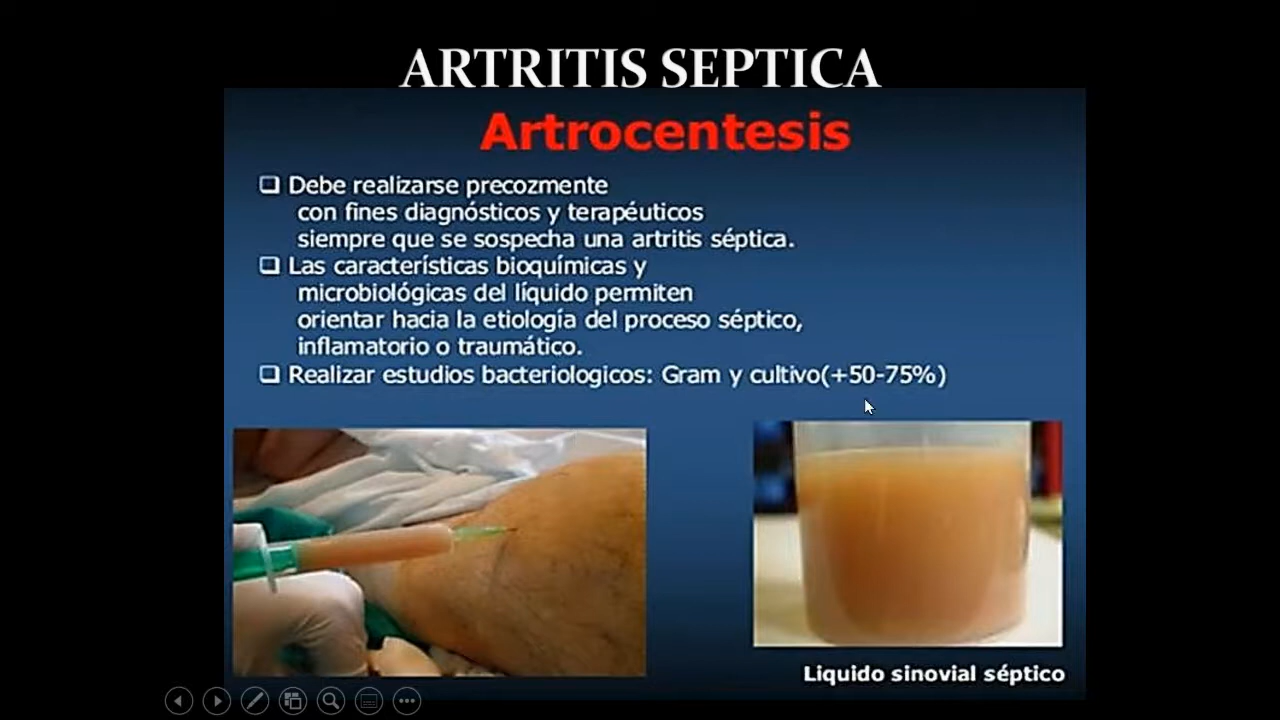 ARTRITIS SEPTICA
Artrocentesis
❑ Debe realizarse precozmente
con fines diagnósticos y terapéuticos
siempre que se sospecha una artritis séptica.
❑ Las características bioquímicas y
microbiológicas del líquido permiten
orientar hacia la etiología del proceso séptico,
inflamatorio o traumático.
❑ Realizar estudios bacteriologicos: Gram y cultivo(+50-75%)
Liquido sinovial séptico